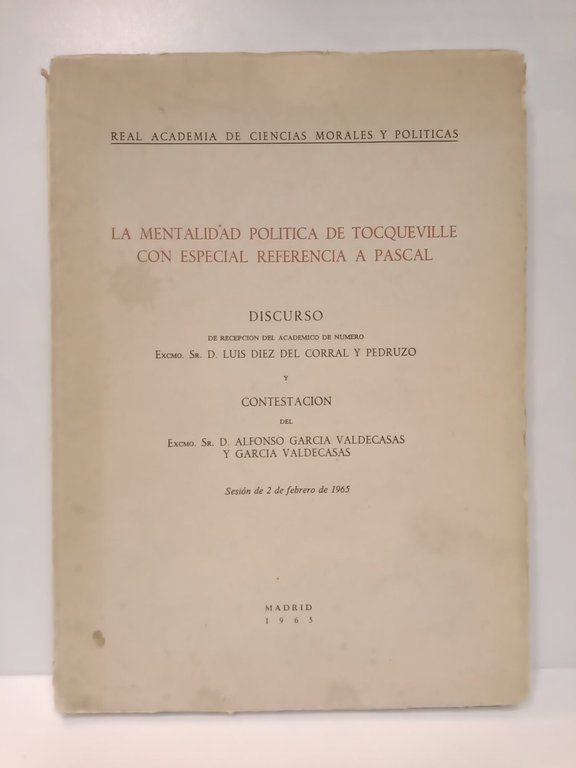 REAL ACADEMIA DE CIENCIAS MORALES Y POLITICAS
LA MENTALIDAD POLITICA DE TOCQUEVILLE
CON ESPECIAL REFERENCIA A PASCAL
DISCURSO
DE RECEPCION DEL ACADEMICO DE NUMERO
EXCMO. SR. D. LUIS DIEZ DEL CORRAL Y PEDRUZO
Y
CONTESTACION
DEL
EXCMO. SR. D. ALFONSO GARCIA VALDECASAS
Y GARCIA VALDECASAS
Sesión de 2 de febrero de 1965
MADRID
1965